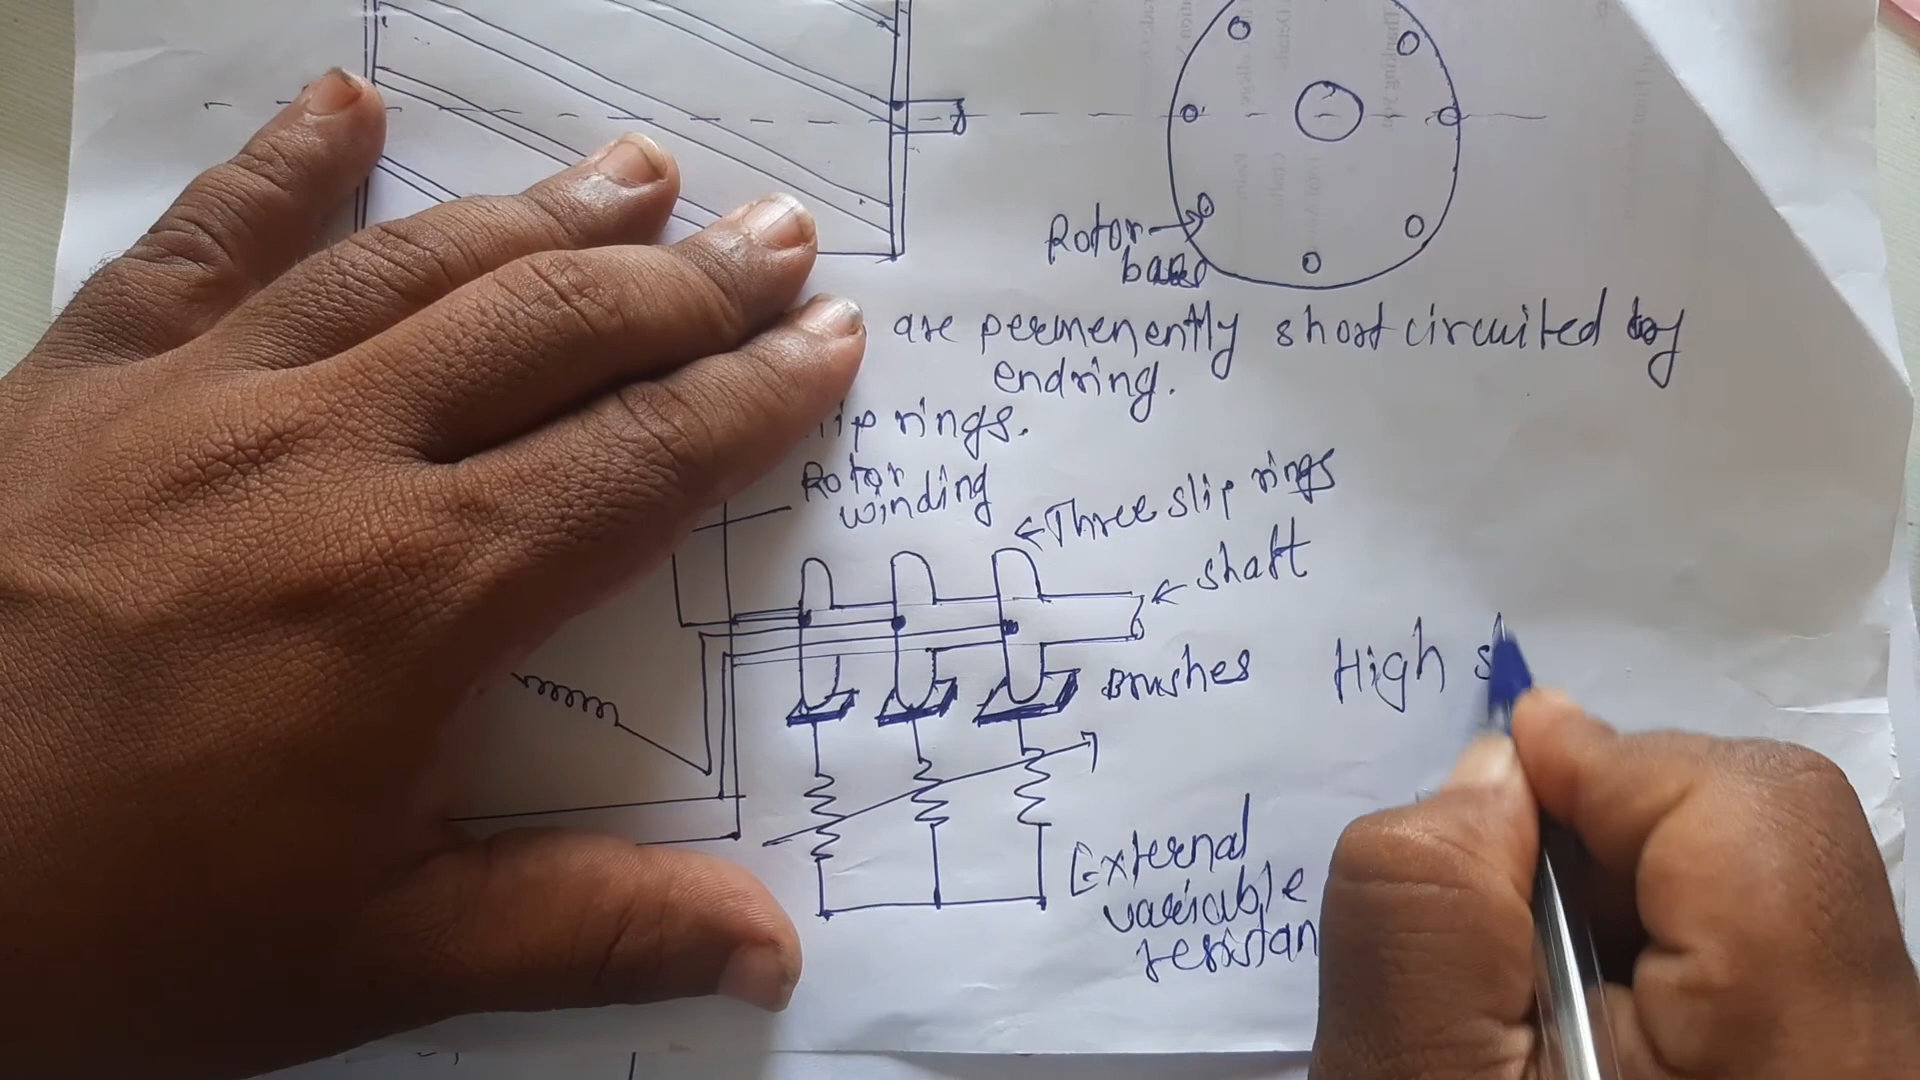 Rotor
bars
are permenently short circuited by
endring.
lip rings.
Rotor
winding
Three slip rings
shaft
Brushes
High s
External
variable
resistan